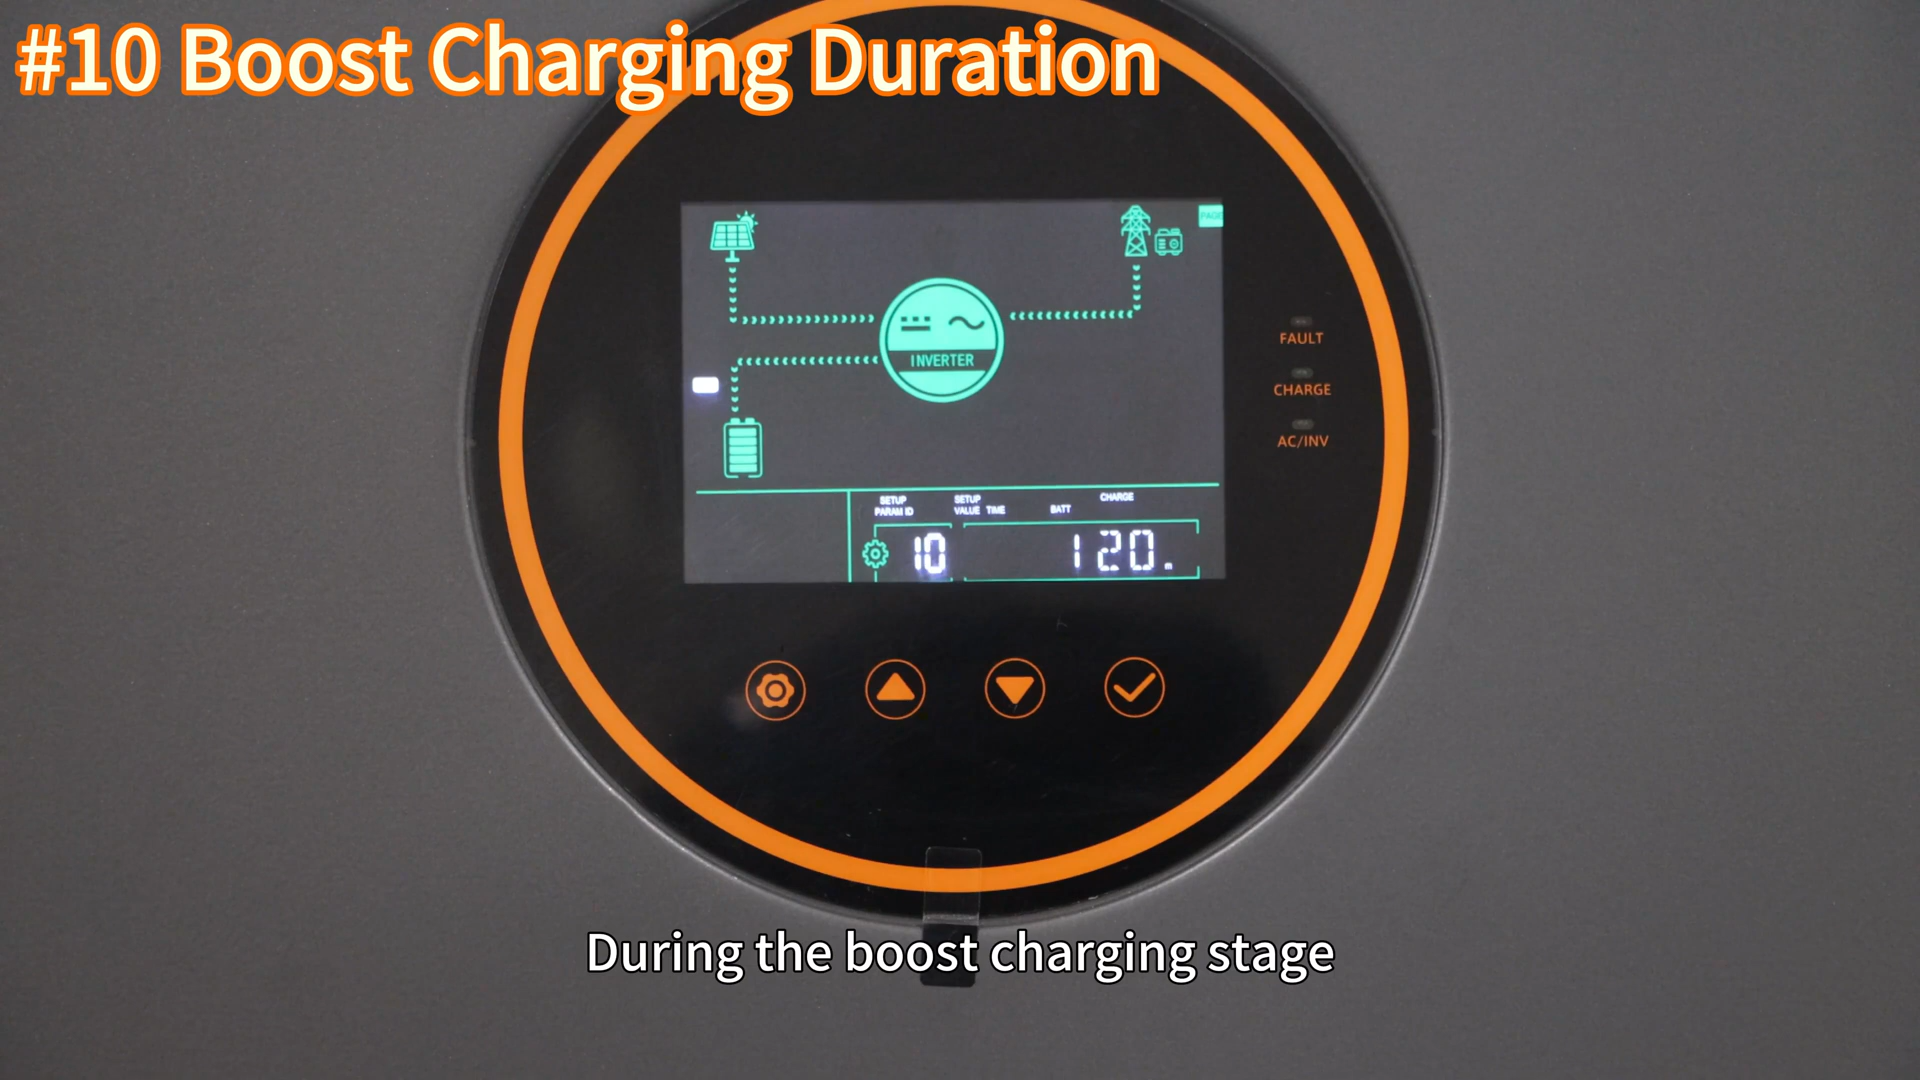 #10 Boost Charging Duration
PAGE
INVERTER
FAULT
CHARGE
AC/INV
SETUP PARAM ID
SETUP VALUE TIME BATT CHARGE
10 120 m
During the boost charging stage